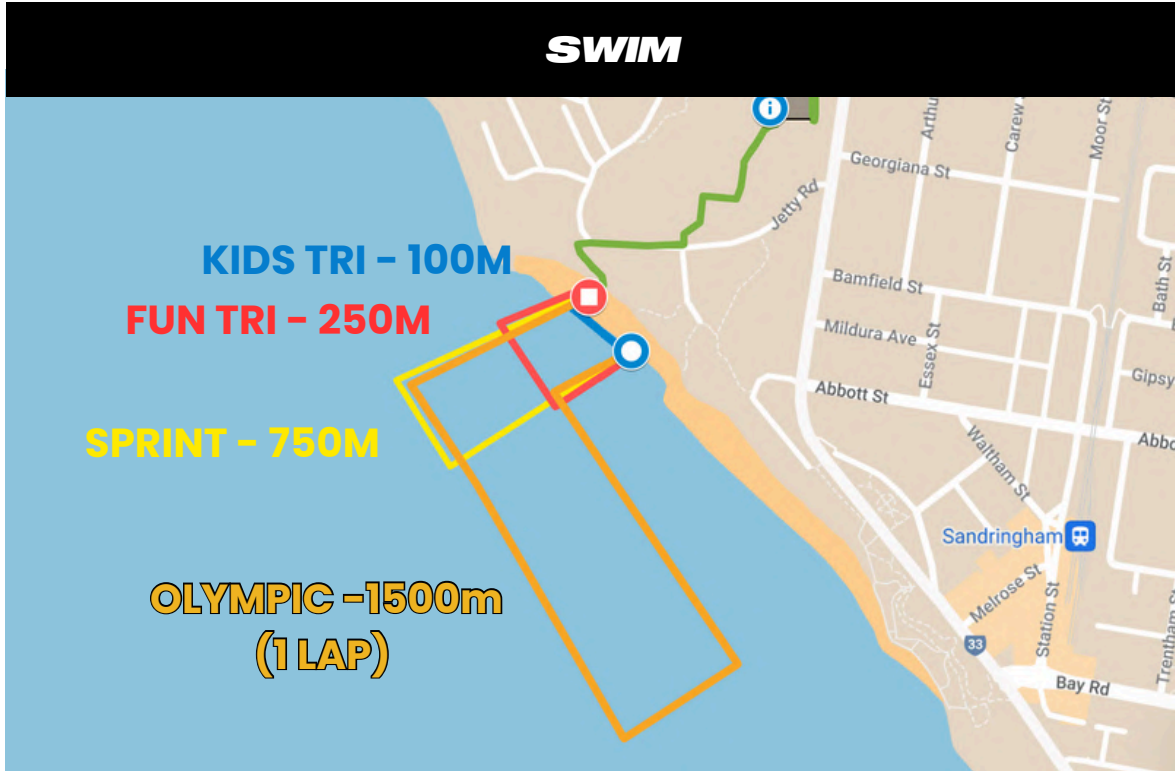 SWIM
Arthu
Carew
Moor St
Georgiana St
Jetty Rd
KIDS TRI - 100M
Bath St
Bamfield St
FUN TRI - 250M
Mildura Ave
Essex St
Gipsy
Abbott St
Abbo
SPRINT - 750M
Waltham St
Sandringham
OLYMPIC -1500m
(1 LAP)
Melrose St
Station St
Trentham St
33
Bay Rd